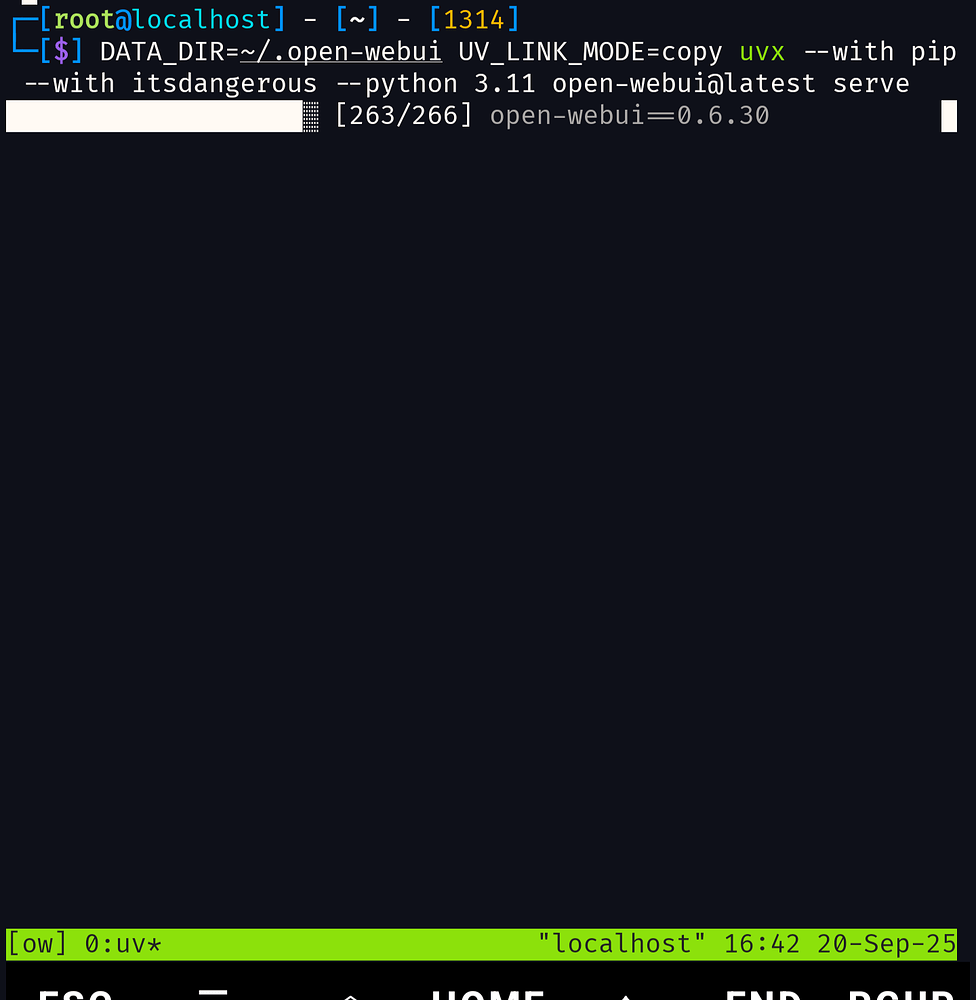 [root@localhost] - [~] - [1314]
[$] DATA_DIR=~/.open-webui UV_LINK_MODE=copy uvx --with pip
--with itsdangerous --python 3.11 open-webui@latest serve
[263/266] open-webui==0.6.30
[ow] 0:uv* "localhost" 16:42 20-Sep-25
ESC HOME END PGUP